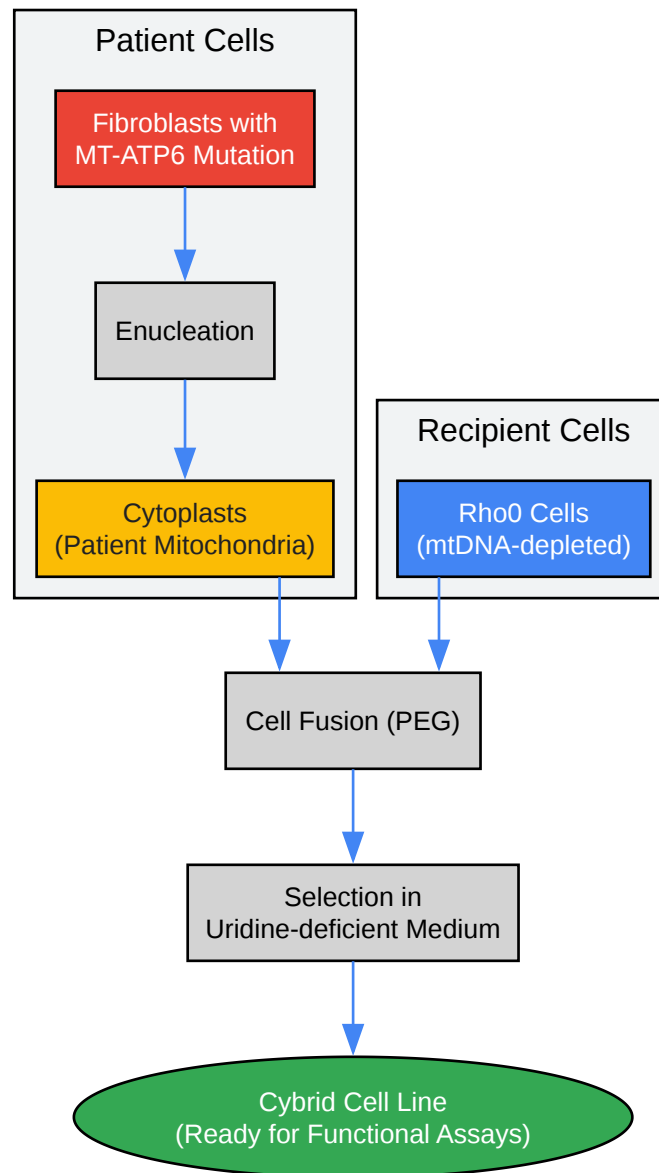 Patient Cells
Fibroblasts with
MT-ATP6 Mutation
Enucleation
Cytoplasts
(Patient Mitochondria)
Recipient Cells
Rho0 Cells
(mtDNA-depleted)
Cell Fusion (PEG)
Selection in
Uridine-deficient Medium
Cybrid Cell Line
(Ready for Functional Assays)